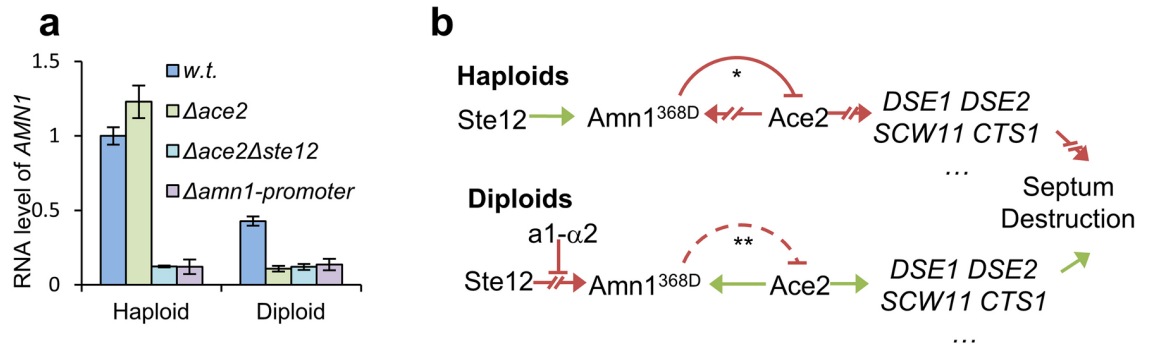 a
RNA level of AMN1
1.5
1
0.5
0
w.t.
Δace2
Δace2Δste12
Δamn1-promoter
Haploid
Diploid
b
Haploids
*
Ste12 Amn1368D Ace2
DSE1 DSE2
SCW11 CTS1
...
Septum
Destruction
Diploids
a1-α2
**
Ste12 Amn1368D Ace2
DSE1 DSE2
SCW11 CTS1
...